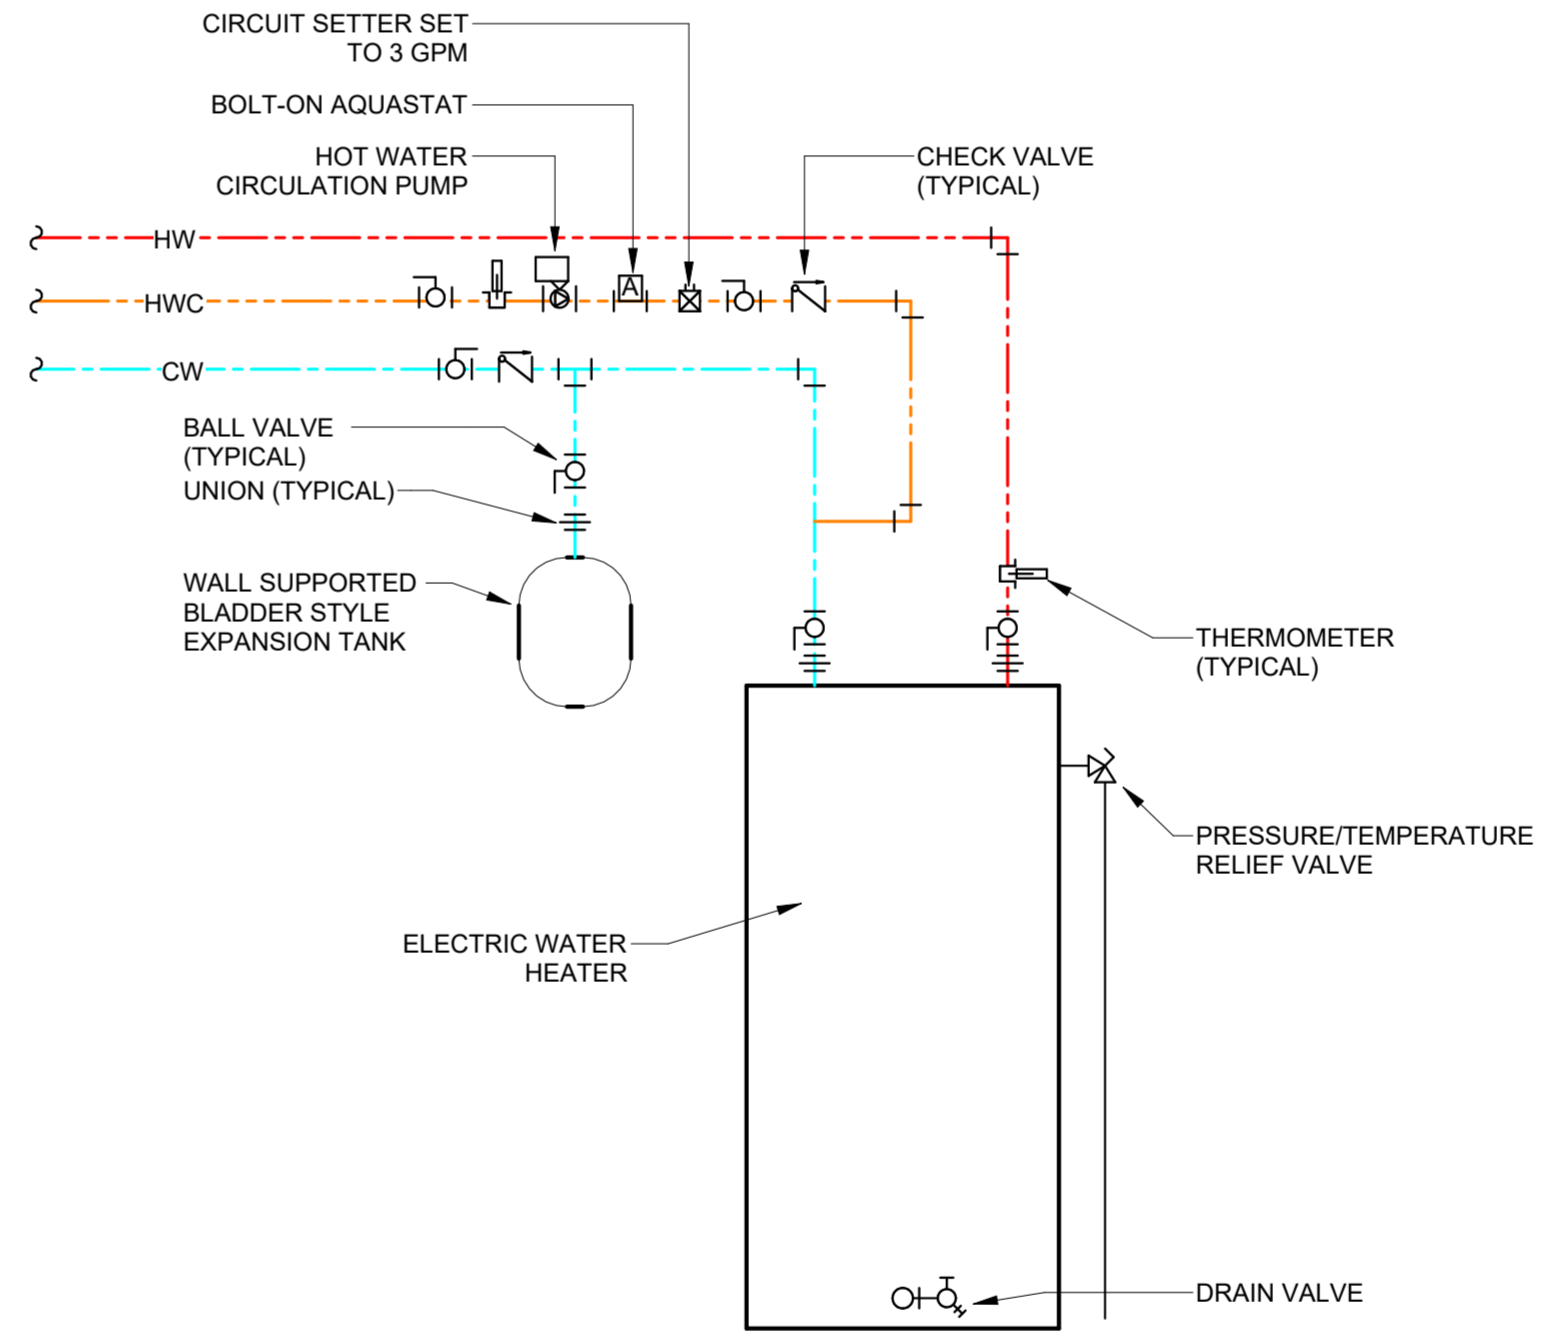 CIRCUIT SETTER SET
TO 3 GPM
BOLT-ON AQUASTAT
HOT WATER
CIRCULATION PUMP
CHECK VALVE
(TYPICAL)
HW
HWC
A
CW
BALL VALVE
(TYPICAL)
UNION (TYPICAL)
WALL SUPPORTED
BLADDER STYLE
EXPANSION TANK
THERMOMETER
(TYPICAL)
PRESSURE/TEMPERATURE
RELIEF VALVE
ELECTRIC WATER
HEATER
DRAIN VALVE